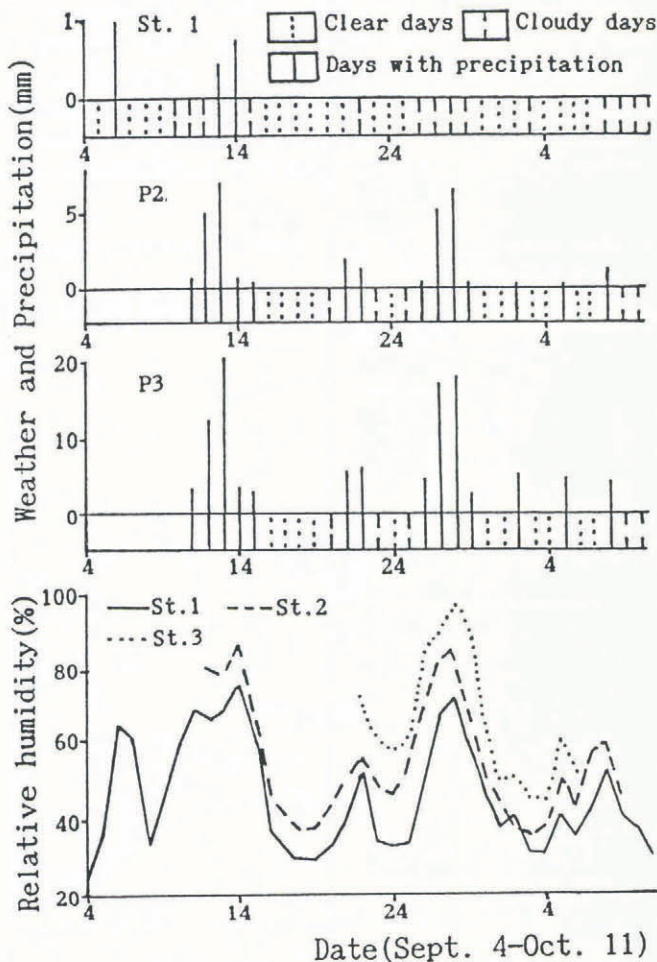 Weather and Precipitation(mm)
St. 1
Clear days
Cloudy days
Days with precipitation
1
0
4
14
24
4
P2.
5
0
4
14
24
4
P3
20
10
0
4
14
24
4
Relative humidity(%)
St.1
St.2
St.3
100
80
60
40
20
4
14
24
4
Date(Sept. 4-Oct. 11)